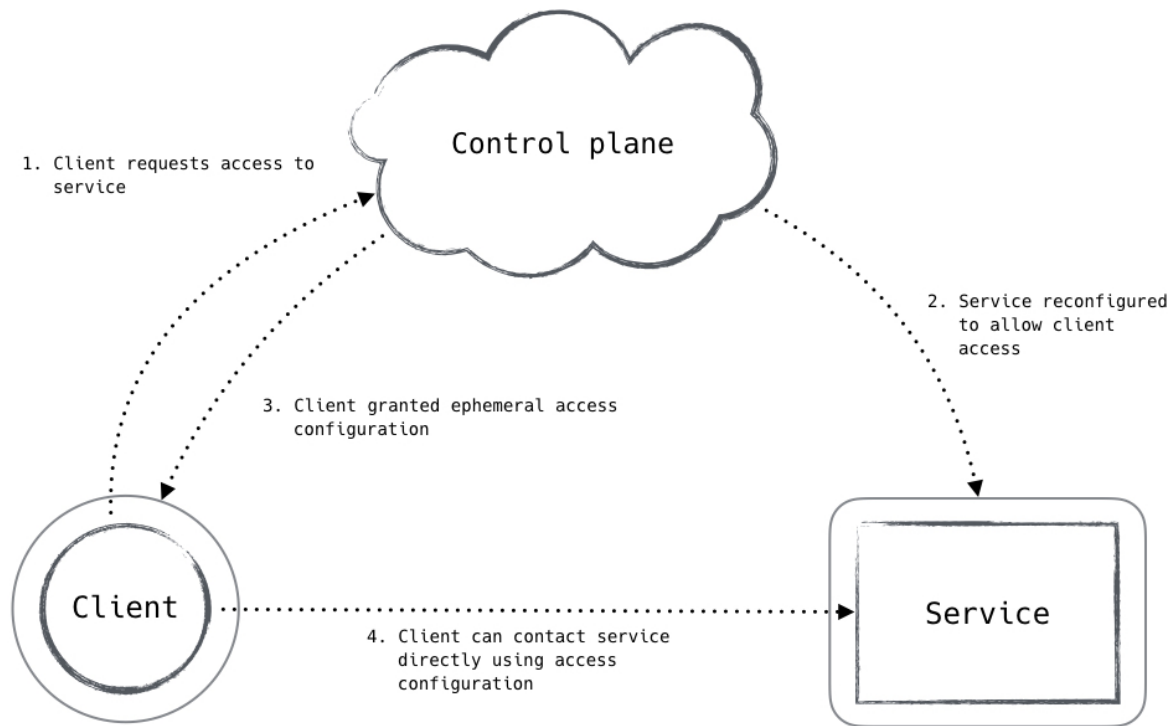 Control plane
1. Client requests access to
service
2. Service reconfigured
to allow client
access
3. Client granted ephemeral access
configuration
Client
Service
4. Client can contact service
directly using access
configuration